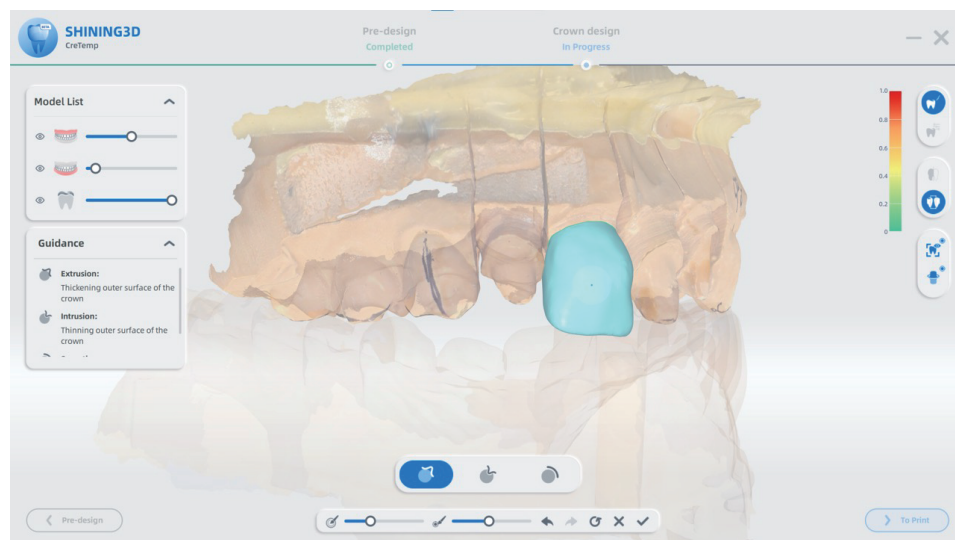 SHINING3D
CreTemp
Pre-design
Completed
Crown design
In Progress
Model List
Guidance
Extrusion:
Thickening outer surface of the
crown
Intrusion:
Thinning outer surface of the
crown
1.0
0.8
0.6
0.4
0.2
0
Pre-design
To Print